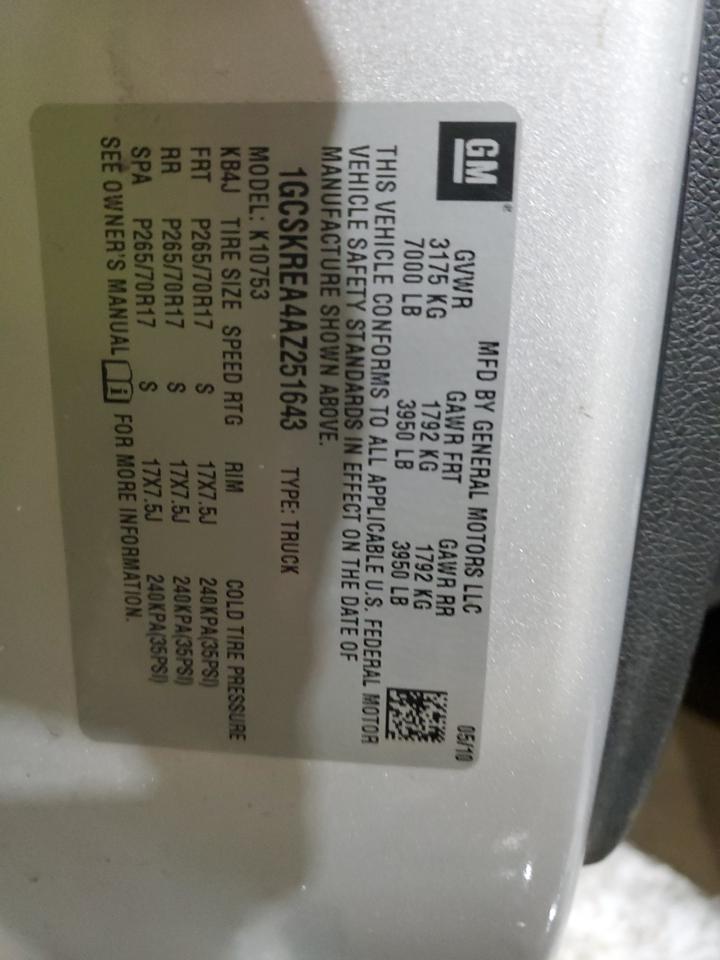 GM®
MFD BY GENERAL MOTORS LLC 05/10
GVWR GAWR FRT GAWR RR
3175 KG 1792 KG 1792 KG
7000 LB 3950 LB 3950 LB
THIS VEHICLE CONFORMS TO ALL APPLICABLE U.S. FEDERAL MOTOR
VEHICLE SAFETY STANDARDS IN EFFECT ON THE DATE OF
MANUFACTURE SHOWN ABOVE.
1GCSKREA4AZ251643 TYPE: TRUCK
MODEL: K10753
KB4J TIRE SIZE SPEED RTG RIM COLD TIRE PRESSURE
FRT P265/70R17 S 17X7.5J 240KPA(35PSI)
RR P265/70R17 S 17X7.5J 240KPA(35PSI)
SPA P265/70R17 S 17X7.5J 240KPA(35PSI)
SEE OWNER'S MANUAL i FOR MORE INFORMATION.